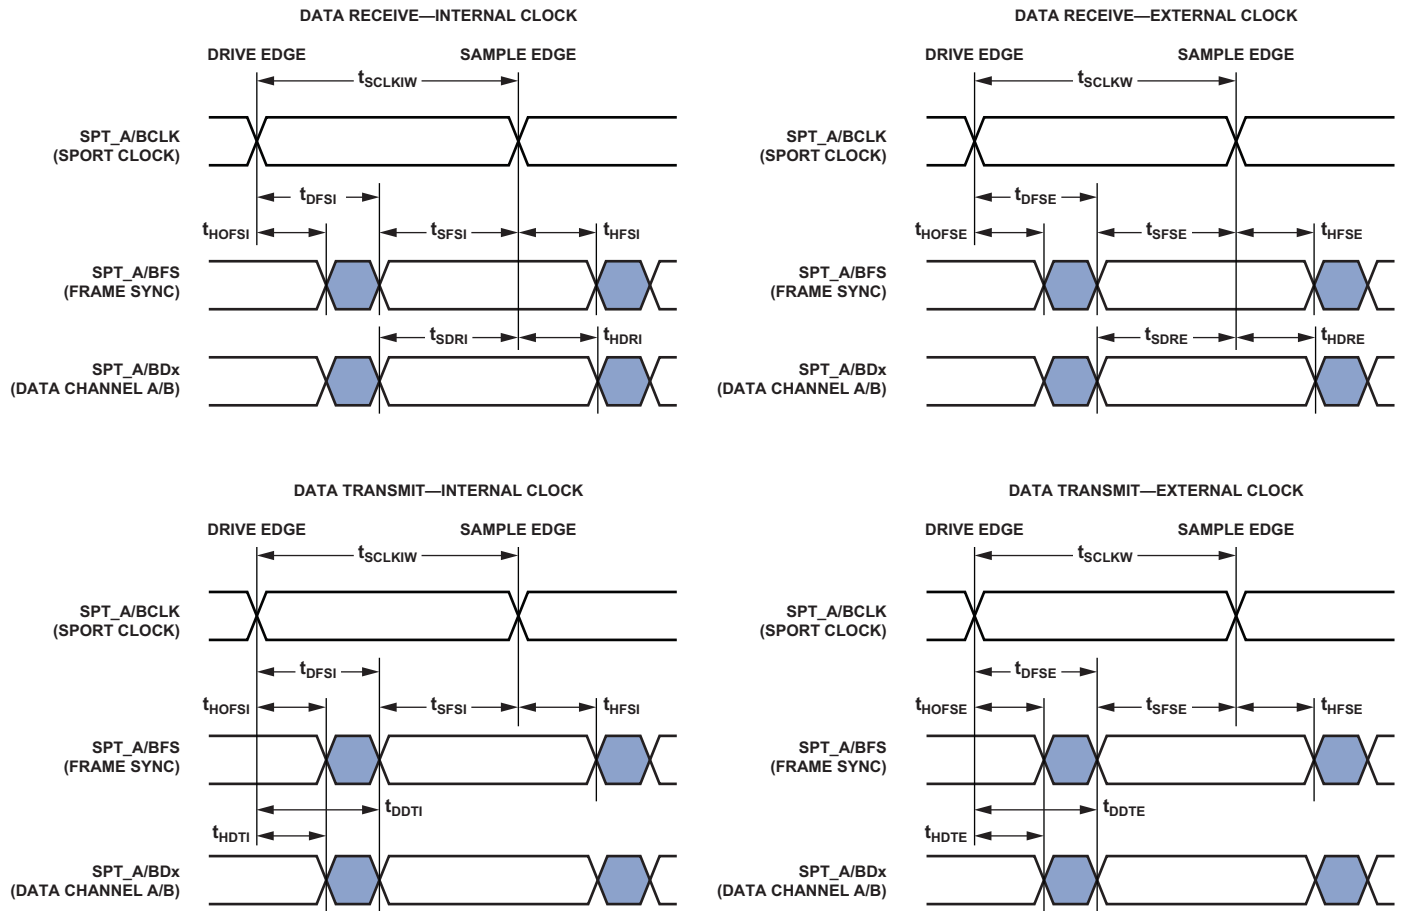 DATA RECEIVE—INTERNAL CLOCK
DRIVE EDGE
SAMPLE EDGE
tSCLKIW
SPT_A/BCLK
(SPORT CLOCK)
tDFSI
tHOFSI
tSFSI
tHFSI
SPT_A/BFS
(FRAME SYNC)
tSDRI
tHDRI
SPT_A/BDx
(DATA CHANNEL A/B)
DATA RECEIVE—EXTERNAL CLOCK
DRIVE EDGE
SAMPLE EDGE
tSCLKW
SPT_A/BCLK
(SPORT CLOCK)
tDFSE
tHOFSE
tSFSE
tHFSE
SPT_A/BFS
(FRAME SYNC)
tSDRE
tHDRE
SPT_A/BDx
(DATA CHANNEL A/B)
DATA TRANSMIT—INTERNAL CLOCK
DRIVE EDGE
SAMPLE EDGE
tSCLKIW
SPT_A/BCLK
(SPORT CLOCK)
tDFSI
tHOFSI
tSFSI
tHFSI
SPT_A/BFS
(FRAME SYNC)
tDDTI
tHDTI
SPT_A/BDx
(DATA CHANNEL A/B)
DATA TRANSMIT—EXTERNAL CLOCK
DRIVE EDGE
SAMPLE EDGE
tSCLKW
SPT_A/BCLK
(SPORT CLOCK)
tDFSE
tHOFSE
tSFSE
tHFSE
SPT_A/BFS
(FRAME SYNC)
tDDTE
tHDTE
SPT_A/BDx
(DATA CHANNEL A/B)